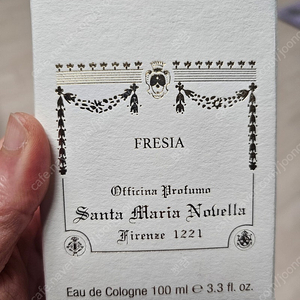 FRESIA
Officina Profumo
Santa Maria Novella
Firenze 1221
Eau de Cologne 100 ml ℮ 3.3 fl. oz.